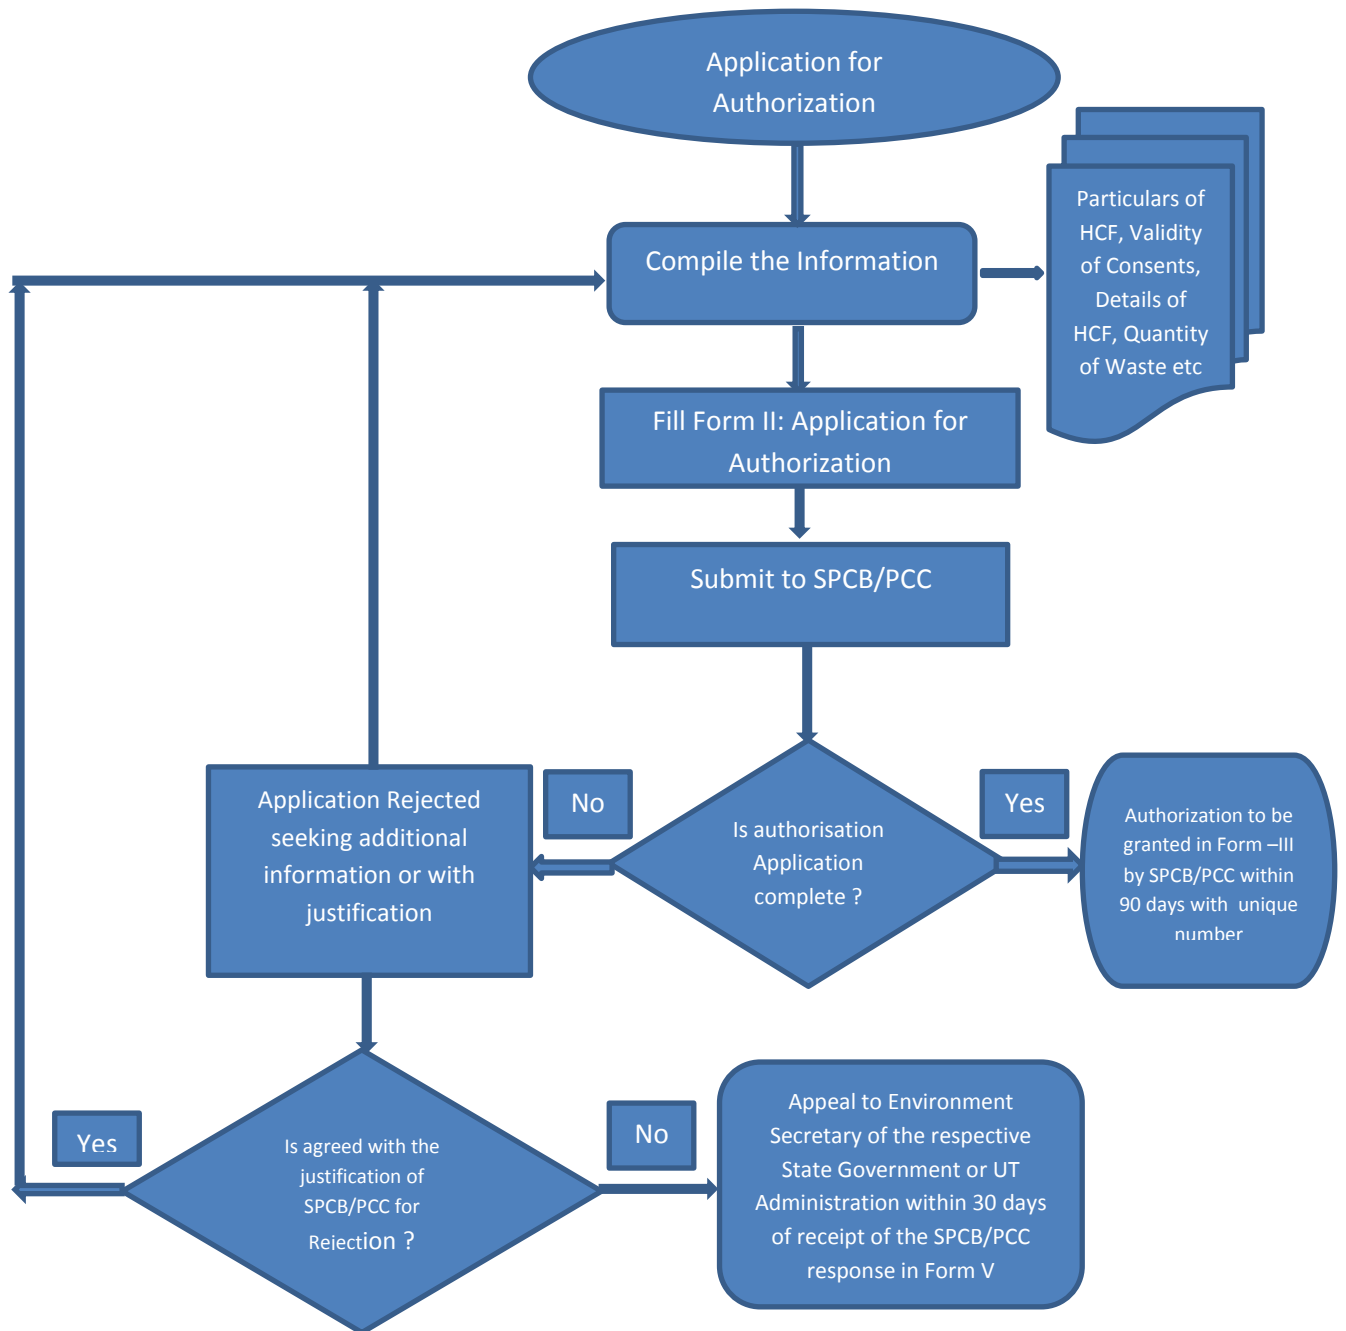 Application for
Authorization
Compile the Information
Particulars of
HCF, Validity
of Consents,
Details of
HCF, Quantity
of Waste etc
Fill Form II: Application for
Authorization
Submit to SPCB/PCC
Application Rejected
seeking additional
information or with
justification
No
Is authorisation
Application
complete ?
Yes
Authorization to be
granted in Form –III
by SPCB/PCC within
90 days with unique
number
Yes
Is agreed with the
justification of
SPCB/PCC for
Rejection ?
No
Appeal to Environment
Secretary of the respective
State Government or UT
Administration within 30 days
of receipt of the SPCB/PCC
response in Form V